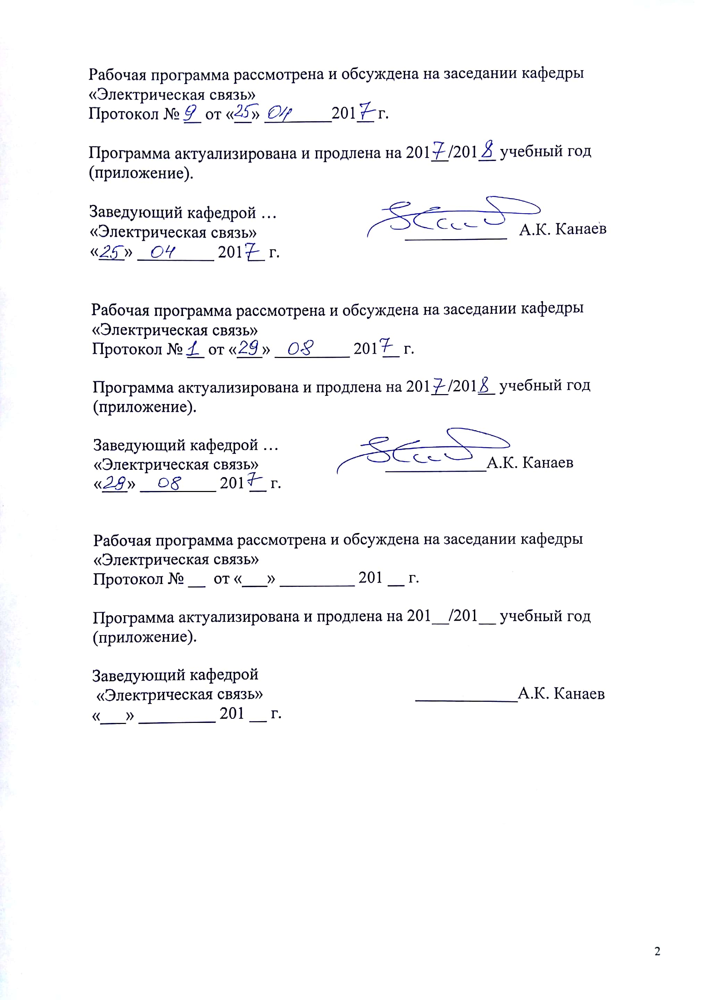 Рабочая программа рассмотрена и обсуждена на заседании кафедры
«Электрическая связь»
Протокол № 9 от «25» 04 2017 г.
Программа актуализирована и продлена на 2017/2018 учебный год
(приложение).
Заведующий кафедрой …
«Электрическая связь» А.К. Канаев
«25» 04 2017 г.
Рабочая программа рассмотрена и обсуждена на заседании кафедры
«Электрическая связь»
Протокол № 1 от «29» 08 2017 г.
Программа актуализирована и продлена на 2017/2018 учебный год
(приложение).
Заведующий кафедрой …
«Электрическая связь» А.К. Канаев
«29» 08 2017 г.
Рабочая программа рассмотрена и обсуждена на заседании кафедры
«Электрическая связь»
Протокол № __ от «___» _________ 201 __ г.
Программа актуализирована и продлена на 201__/201__ учебный год
(приложение).
Заведующий кафедрой
«Электрическая связь» ____________А.К. Канаев
«___» _________ 201 __ г.
2